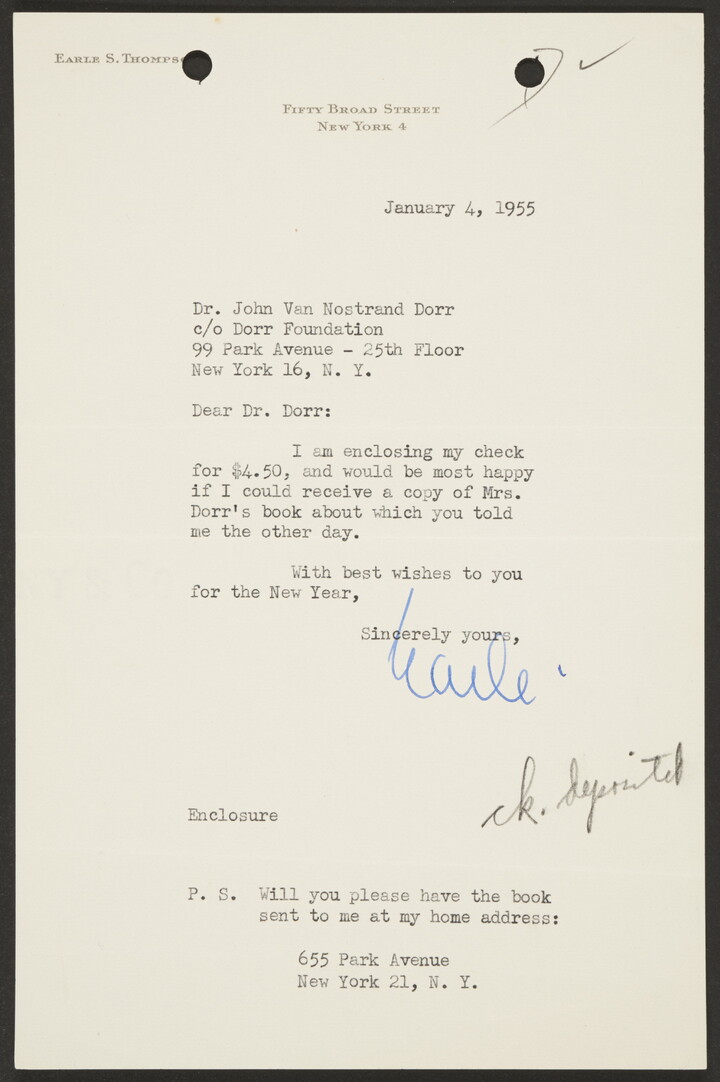 Earle S. Thomps
Fifty Broad Street
New York 4
January 4, 1955
Dr. John Van Nostrand Dorr
c/o Dorr Foundation
99 Park Avenue - 25th Floor
New York 16, N. Y.
Dear Dr. Dorr:
I am enclosing my check
for $4.50, and would be most happy
if I could receive a copy of Mrs.
Dorr's book about which you told
me the other day.
With best wishes to you
for the New Year,
Sincerely yours,
Earle
ck. deposited
Enclosure
P. S. Will you please have the book
sent to me at my home address:
655 Park Avenue
New York 21, N. Y.